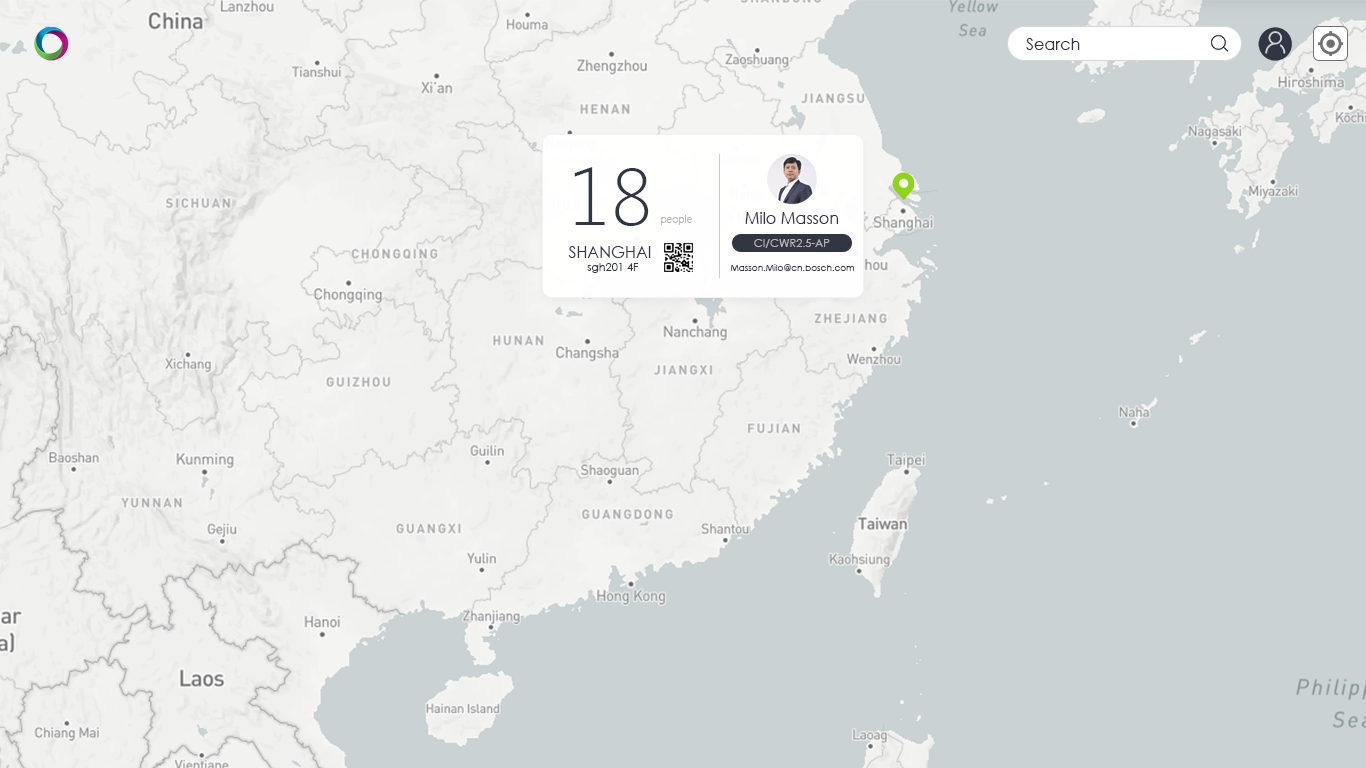 China
Lanzhou
Houma
Yellow
Sea
Search
Tianshui
Xi'an
Zhengzhou
Zaoshuang
Hiroshima
HENAN
JIANGSU
Kōchi
Nagasaki
Miyazaki
SICHUAN
18 people
SHANGHAI
sgh201 4F
Milo Masson
CI/CWR2.5-AP
Masson.Milo@cn.bosch.com
Shanghai
CHONGQING
Chongqing
hou
ZHEJIANG
HUNAN
Changsha
Nanchang
Wenzhou
Xichang
GUIZHOU
JIANGXI
Naha
FUJIAN
Baoshan
Kunming
Guilin
Shaoguan
Taipei
YUNNAN
Gejiu
GUANGXI
GUANGDONG
Shantou
Taiwan
Yulin
Kaohsiung
Hong Kong
ar
a)
Hanoi
Zhanjiang
Laos
Hainan Island
Philipp
Sea
Chiang Mai
Laoag
Vientiane